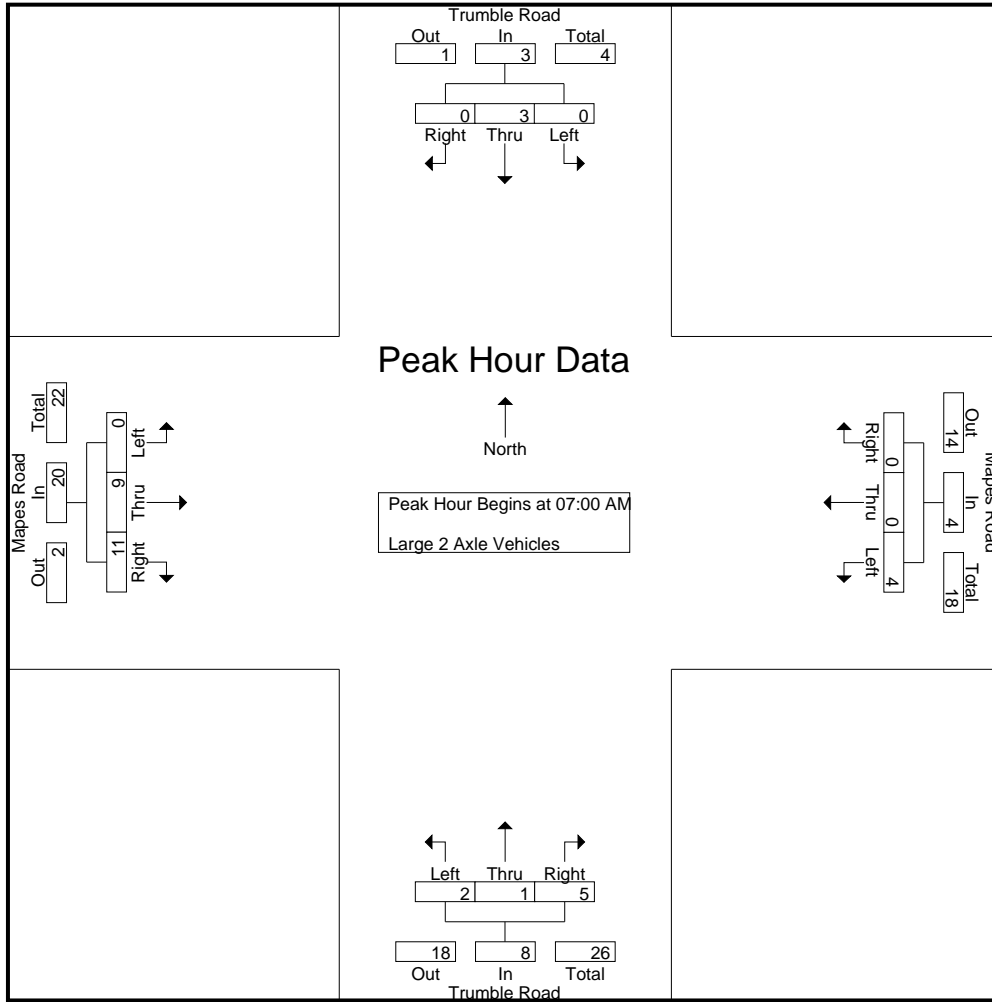 Trumble Road
Out In Total
1 3 4
0 3 0
Right Thru Left
Peak Hour Data
North
Peak Hour Begins at 07:00 AM
Large 2 Axle Vehicles
Mapes Road
Out In Total
2 20 22
11 9 0
Right Thru Left
Mapes Road
Out In Total
14 4 18
0 0 4
Right Thru Left
Left Thru Right
2 1 5
18 8 26
Out In Total
Trumble Road